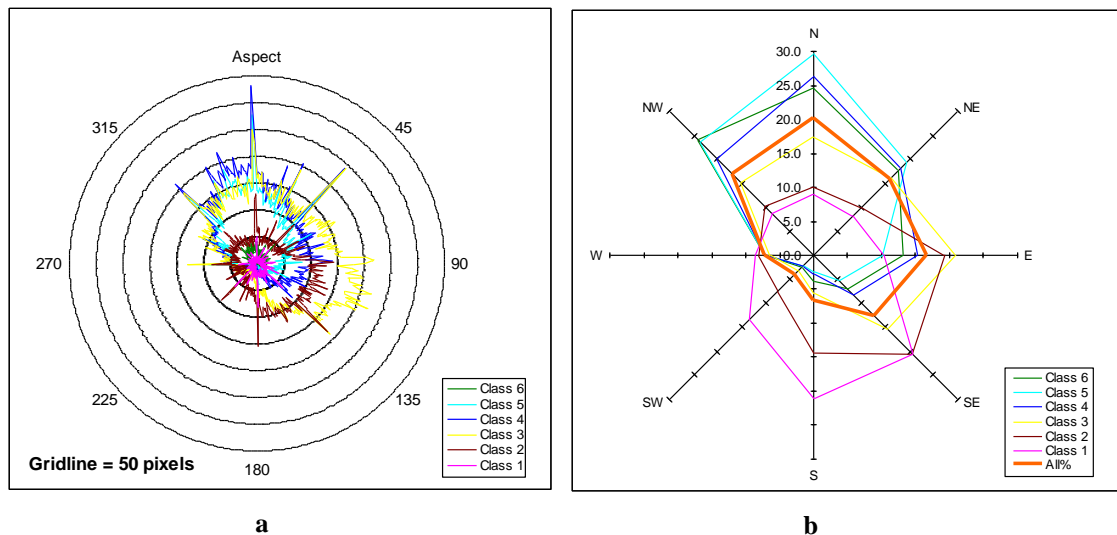 Aspect
315
45
270
90
225
135
180
Gridline = 50 pixels
Class 6
Class 5
Class 4
Class 3
Class 2
Class 1
a
N
30.0
25.0
20.0
15.0
10.0
5.0
0.0
NW
NE
W
E
SW
SE
S
Class 6
Class 5
Class 4
Class 3
Class 2
Class 1
All%
b